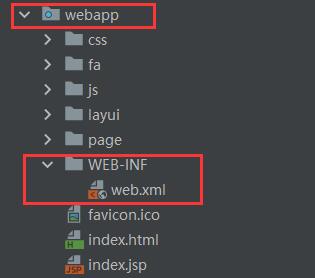 webapp
css
fa
js
layui
page
WEB-INF
web.xml
favicon.ico
index.html
index.jsp